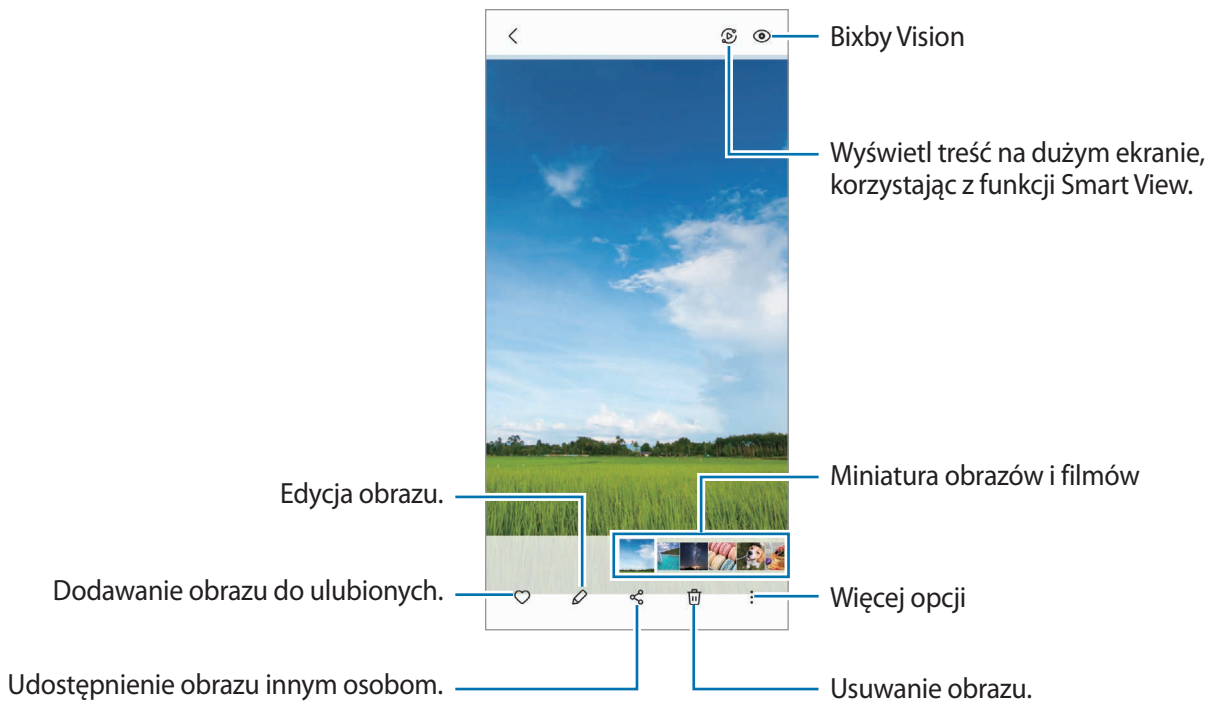 Bixby Vision
Wyświetl treść na dużym ekranie,
korzystając z funkcji Smart View.
Miniatura obrazów i filmów
Edycja obrazu.
Dodawanie obrazu do ulubionych.
Więcej opcji
Udostępnienie obrazu innym osobom.
Usuwanie obrazu.